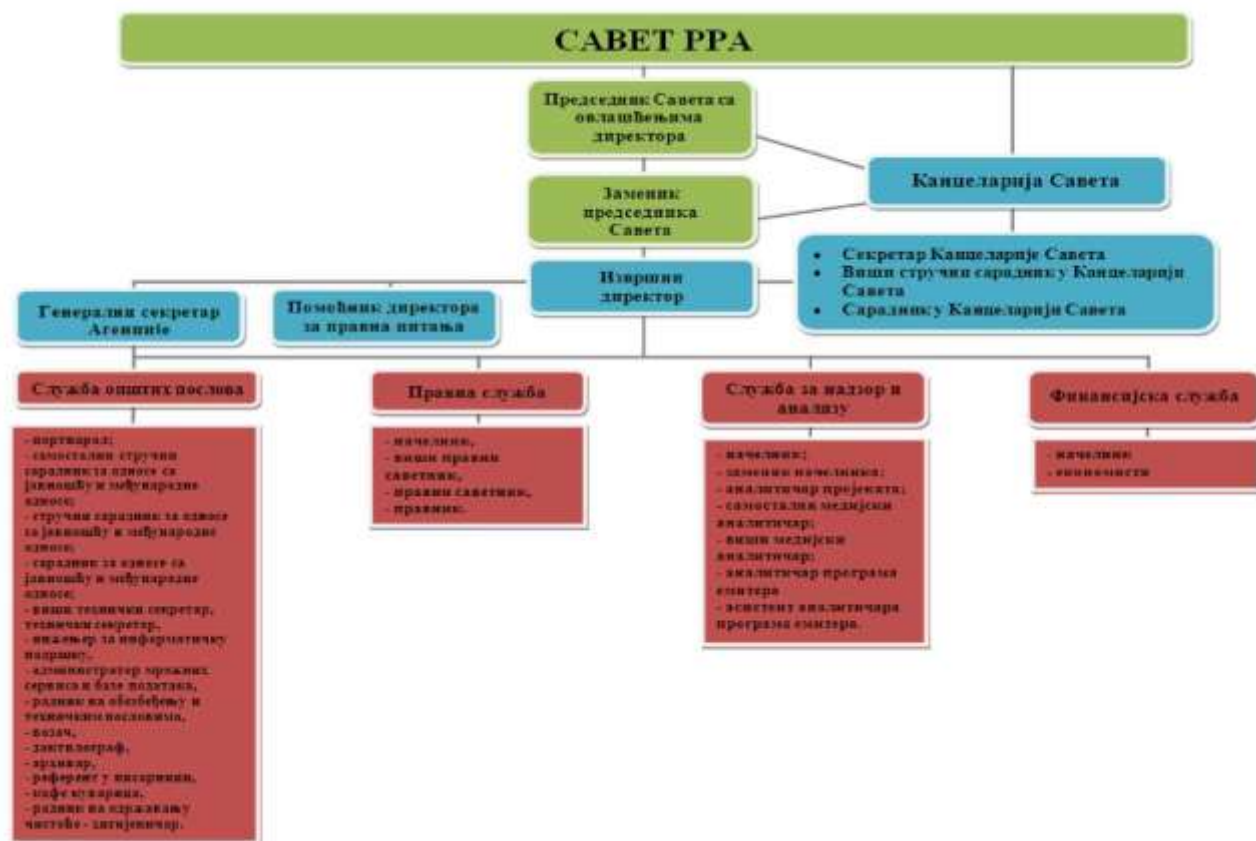 САВЕТ РРА
Председник Савета са
овлашћењима
директора
Канцеларија Савета
Заменик
председника
Савета
• Секретар Канцеларије Савета
• Виши стручни сарадник у Канцеларији
Савета
• Сарадник у Канцеларији Савета
Извршни
директор
Генерални секретар
Агенције
Помоћник директора
за правна питања
Служба општих послова
- портпарол;
- самостални стручни
сарадник за односе са
јавношћу и међународне
односе;
- стручни сарадник за односе
са јавношћу и међународне
односе;
- сарадник за односе са
јавношћу и међународне
односе;
- виши технички секретар,
технички секретар,
- инжењер за информатичку
подршку,
- администратор мрежних
сервиса и базе података,
- радник на обезбеђењу и
техничким пословима,
- возач,
- дактилограф,
- архивар,
- референт у писарници,
- кафе куварица,
- радник на одржавању
чистоће - хигијеничар.
Правна служба
- начелник,
- виши правни
саветник,
- правни саветник,
- правник.
Служба за надзор и
анализу
- начелник;
- заменик начелника;
- аналитичар пројеката;
- самостални медијски
аналитичар;
- виши медијски
аналитичар;
- аналитичар програма
емитера
- асистент аналитичара
програма емитера.
Финансијска служба
- начелник
- економисти